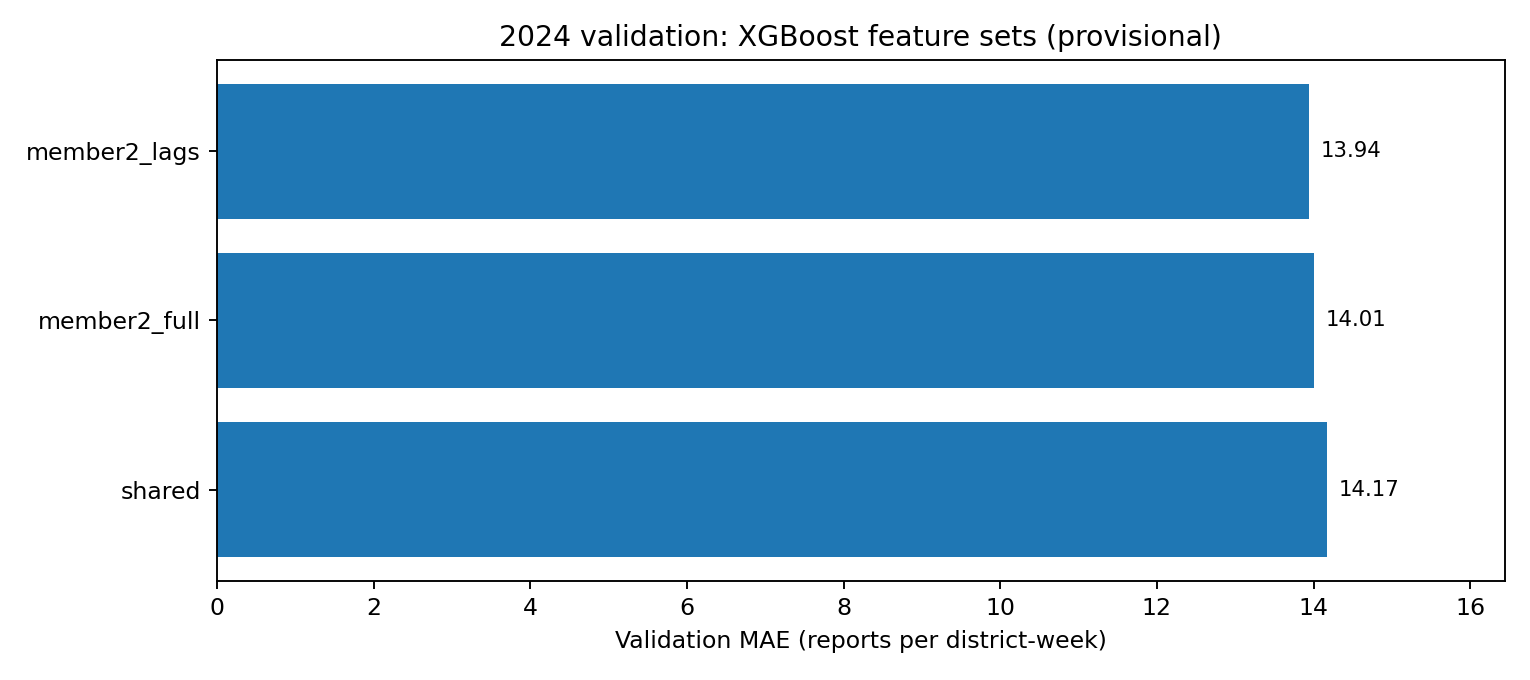 2024 validation: XGBoost feature sets (provisional)
member2_lags
13.94
member2_full
14.01
shared
14.17
0 2 4 6 8 10 12 14 16
Validation MAE (reports per district-week)